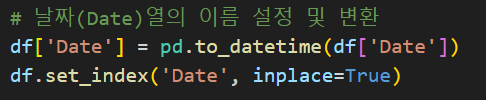 # 날짜(Date)열의 이름 설정 및 변환
df['Date'] = pd.to_datetime(df['Date'])
df.set_index('Date', inplace=True)